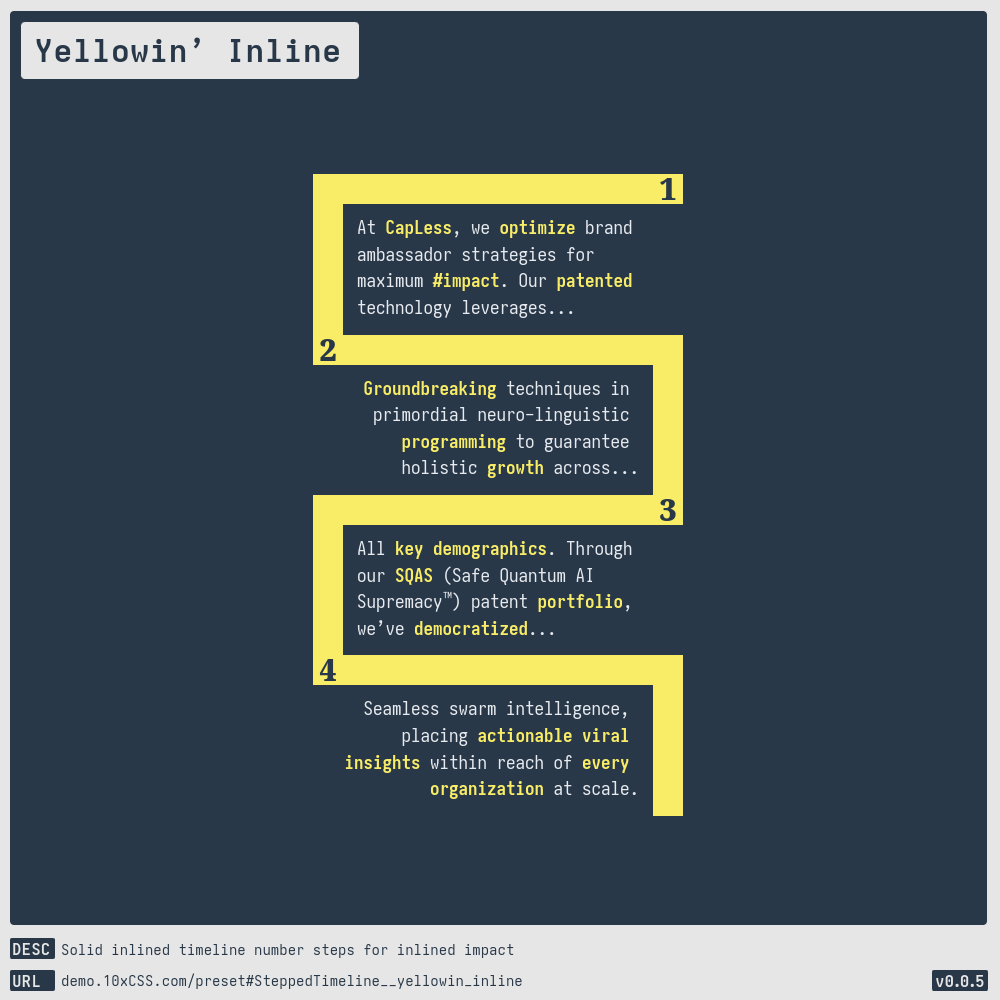 Yellowin’ Inline
1
At CapLess, we optimize brand
ambassador strategies for
maximum #impact. Our patented
technology leverages...
2
Groundbreaking techniques in
primordial neuro-linguistic
programming to guarantee
holistic growth across...
3
All key demographics. Through
our SQAS (Safe Quantum AI
Supremacy™) patent portfolio,
we’ve democratized...
4
Seamless swarm intelligence,
placing actionable viral
insights within reach of every
organization at scale.
DESC Solid inlined timeline number steps for inlined impact
URL demo.10xCSS.com/preset#SteppedTimeline__yellowin_inline
v0.0.5